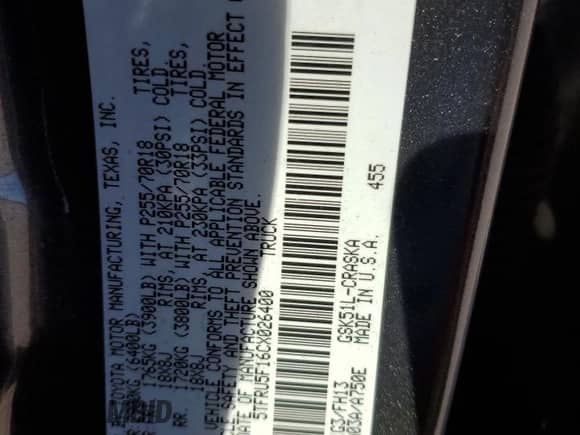 TOYOTA MOTOR MANUFACTURING, TEXAS, INC.
KG (6400LB)
1765KG (3900LB) WITH P255/70R18 TIRES,
18X8J RIMS, AT 210KPA (30PSI) COLD
RR. 1720KG (3800LB) WITH P255/70R18 TIRES,
18X8J RIMS, AT 230KPA (33PSI) COLD
VEHICLE CONFORMS TO ALL APPLICABLE FEDERAL MOTOR
SAFETY AND THEFT PREVENTION STANDARDS IN EFFECT
DATE OF MANUFACTURE SHOWN ABOVE.
5TFRU5F16CX026400 TRUCK
G3/FH13 GSK51L-CRASKA 455
03A/A750E MADE IN U.S.A.